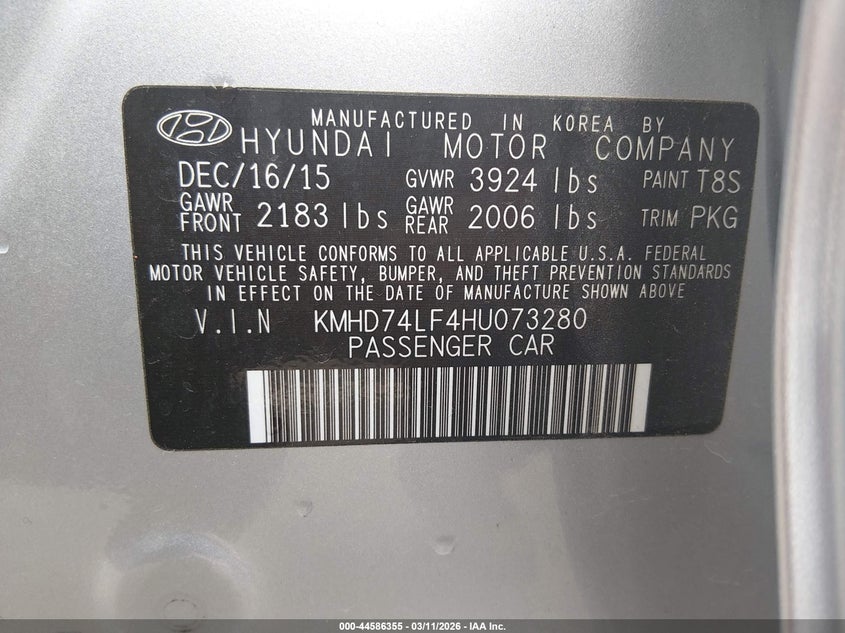 MANUFACTURED IN KOREA BY
HYUNDAI MOTOR COMPANY
DEC/16/15 GVWR 3924 lbs PAINT T8S
GAWR FRONT 2183 lbs GAWR REAR 2006 lbs TRIM PKG
THIS VEHICLE CONFORMS TO ALL APPLICABLE U.S.A. FEDERAL
MOTOR VEHICLE SAFETY, BUMPER, AND THEFT PREVENTION STANDARDS
IN EFFECT ON THE DATE OF MANUFACTURE SHOWN ABOVE
V.I.N KMHD74LF4HU073280
PASSENGER CAR
000-44586355 - 03/11/2026 - IAA Inc.